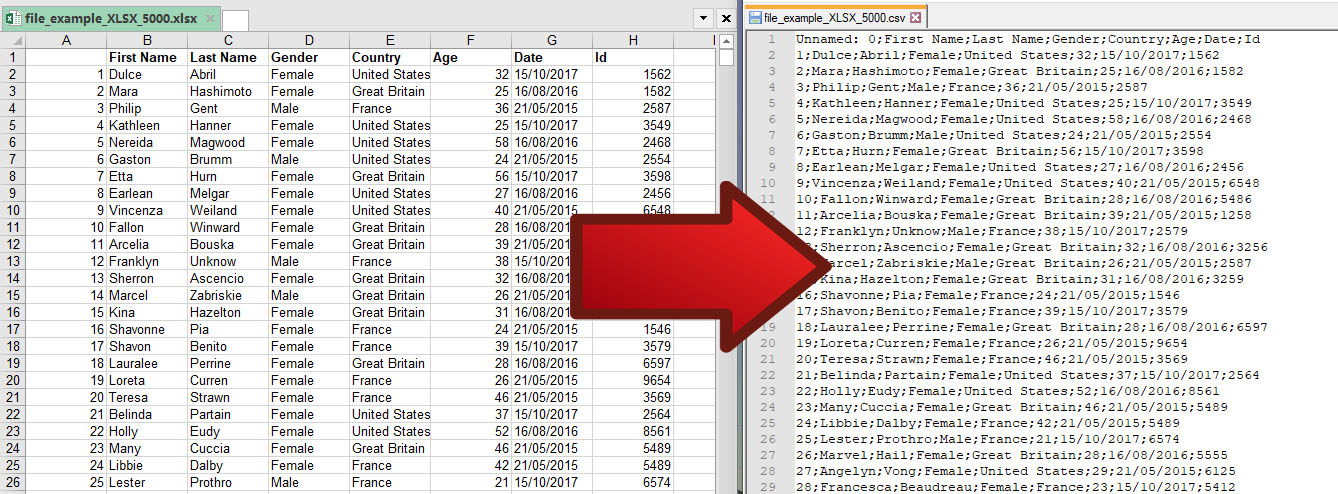 file_example_XLSX_5000.xlsx
A B C D E F G H I
1 First Name Last Name Gender Country Age Date Id
2 1 Dulce Abril Female United States 32 15/10/2017 1562
3 2 Mara Hashimoto Female Great Britain 25 16/08/2016 1582
4 3 Philip Gent Male France 36 21/05/2015 2587
5 4 Kathleen Hanner Female United States 25 15/10/2017 3549
6 5 Nereida Magwood Female United States 58 16/08/2016 2468
7 6 Gaston Brumm Male United States 24 21/05/2015 2554
8 7 Etta Hurn Female Great Britain 56 15/10/2017 3598
9 8 Earlean Melgar Female United States 27 16/08/2016 2456
10 9 Vincenza Weiland Female United States 40 21/05/2015 6548
11 10 Fallon Winward Female Great Britain 28
12 11 Arcelia Bouska Female Great Britain 39
13 12 Franklyn Unknow Male France 38
14 13 Sherron Ascencio Female Great Britain 32
15 14 Marcel Zabriskie Male Great Britain 26
16 15 Kina Hazelton Female Great Britain 31
17 16 Shavonne Pia Female France 24 21/05/2015 1546
18 17 Shavon Benito Female France 39 15/10/2017 3579
19 18 Lauralee Perrine Female Great Britain 28 16/08/2016 6597
20 19 Loreta Curren Female France 26 21/05/2015 9654
21 20 Teresa Strawn Female France 46 21/05/2015 3569
22 21 Belinda Partain Female United States 37 15/10/2017 2564
23 22 Holly Eudy Female United States 52 16/08/2016 8561
24 23 Many Cuccia Female Great Britain 46 21/05/2015 5489
25 24 Libbie Dalby Female France 42 21/05/2015 5489
26 25 Lester Prothro Male France 21 15/10/2017 6574
file_example_XLSX_5000.csv
1 Unnamed: 0;First Name;Last Name;Gender;Country;Age;Date;Id
2 1;Dulce;Abril;Female;United States;32;15/10/2017;1562
3 2;Mara;Hashimoto;Female;Great Britain;25;16/08/2016;1582
4 3;Philip;Gent;Male;France;36;21/05/2015;2587
5 4;Kathleen;Hanner;Female;United States;25;15/10/2017;3549
6 5;Nereida;Magwood;Female;United States;58;16/08/2016;2468
7 6;Gaston;Brumm;Male;United States;24;21/05/2015;2554
8 7;Etta;Hurn;Female;Great Britain;56;15/10/2017;3598
9 8;Earlean;Melgar;Female;United States;27;16/08/2016;2456
10 9;Vincenza;Weiland;Female;United States;40;21/05/2015;6548
11 10;Fallon;Winward;Female;Great Britain;28;16/08/2016;5486
11;Arcelia;Bouska;Female;Great Britain;39;21/05/2015;1258
12;Franklyn;Unknow;Male;France;38;15/10/2017;2579
;Sherron;Ascencio;Female;Great Britain;32;16/08/2016;3256
;Zabriskie;Male;Great Britain;26;21/05/2015;2587
Kina;Hazelton;Female;Great Britain;31;16/08/2016;3259
16;Shavonne;Pia;Female;France;24;21/05/2015;1546
17;Shavon;Benito;Female;France;39;15/10/2017;3579
19 18;Lauralee;Perrine;Female;Great Britain;28;16/08/2016;6597
20 19;Loreta;Curren;Female;France;26;21/05/2015;9654
21 20;Teresa;Strawn;Female;France;46;21/05/2015;3569
22 21;Belinda;Partain;Female;United States;37;15/10/2017;2564
23 22;Holly;Eudy;Female;United States;52;16/08/2016;8561
24 23;Many;Cuccia;Female;Great Britain;46;21/05/2015;5489
25 24;Libbie;Dalby;Female;France;42;21/05/2015;5489
26 25;Lester;Prothro;Male;France;21;15/10/2017;6574
27 26;Marvel;Hail;Female;Great Britain;28;16/08/2016;5555
28 27;Angelyn;Vong;Female;United States;29;21/05/2015;6125
29 28;Francesca;Beaudreau;Female;France;23;15/10/2017;5412